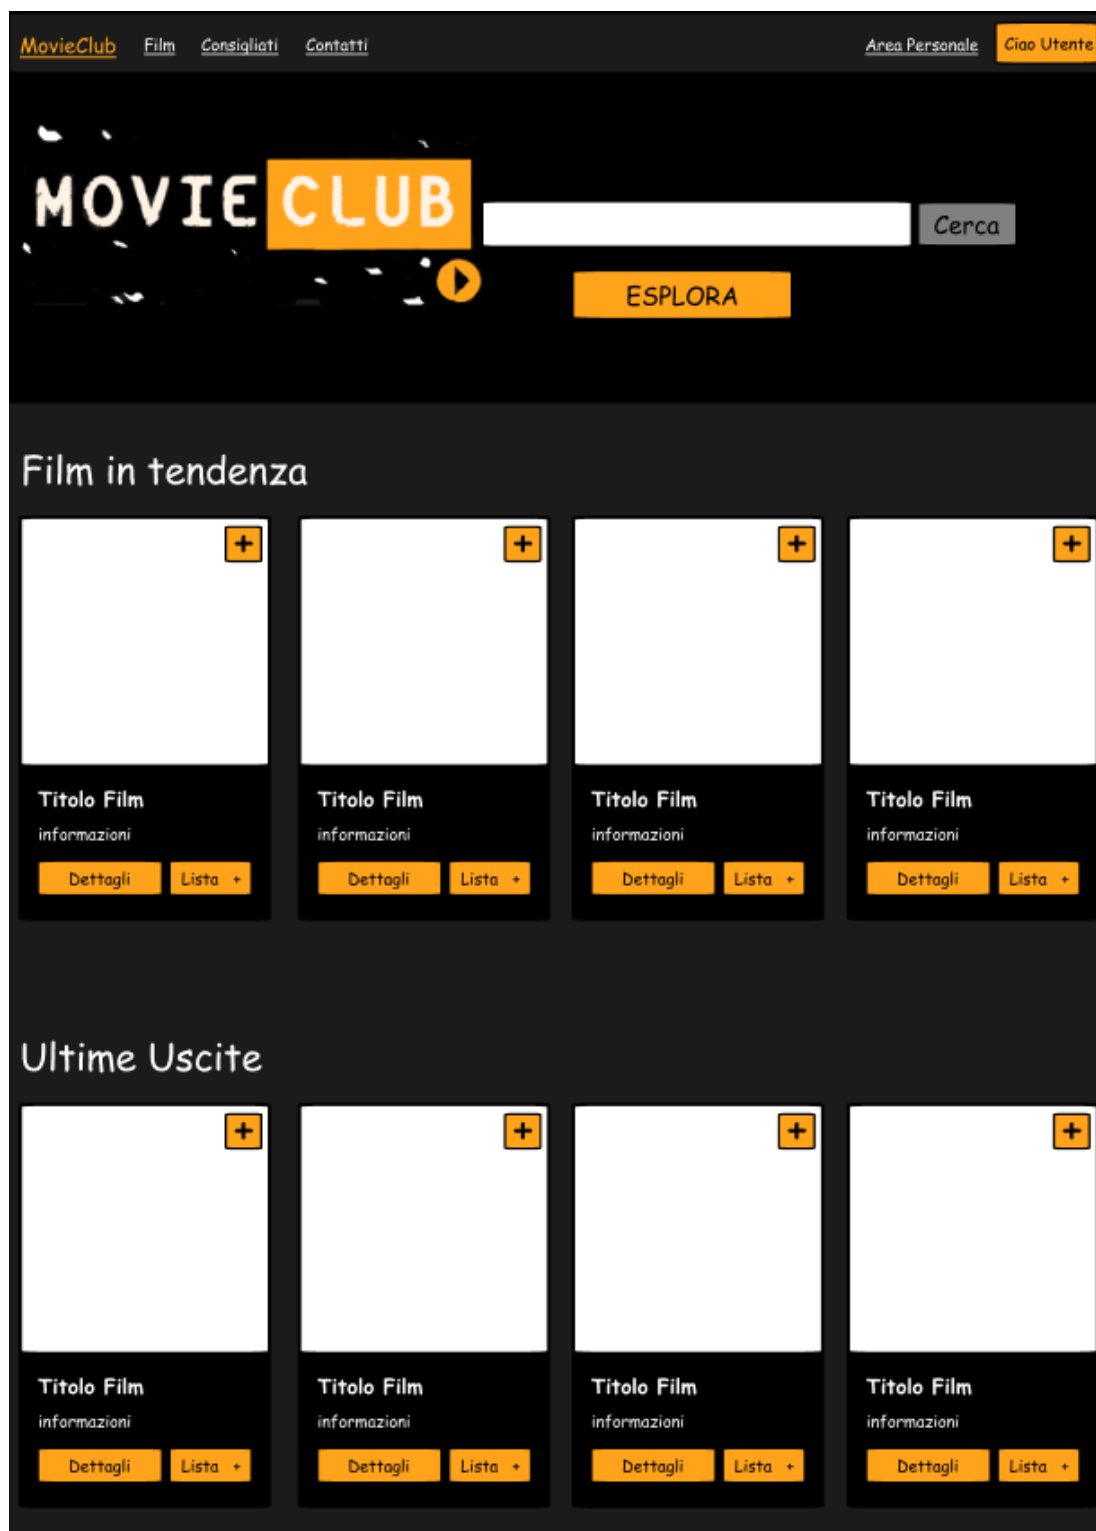 MovieClub Film Consigliati Contatti Area Personale Ciao Utente
MOVIE CLUB
Cerca
ESPLORA
Film in tendenza
+ + + +
Titolo Film Titolo Film Titolo Film Titolo Film
informazioni informazioni informazioni informazioni
Dettagli Lista + Dettagli Lista + Dettagli Lista + Dettagli Lista +
Ultime Uscite
+ + + +
Titolo Film Titolo Film Titolo Film Titolo Film
informazioni informazioni informazioni informazioni
Dettagli Lista + Dettagli Lista + Dettagli Lista + Dettagli Lista +